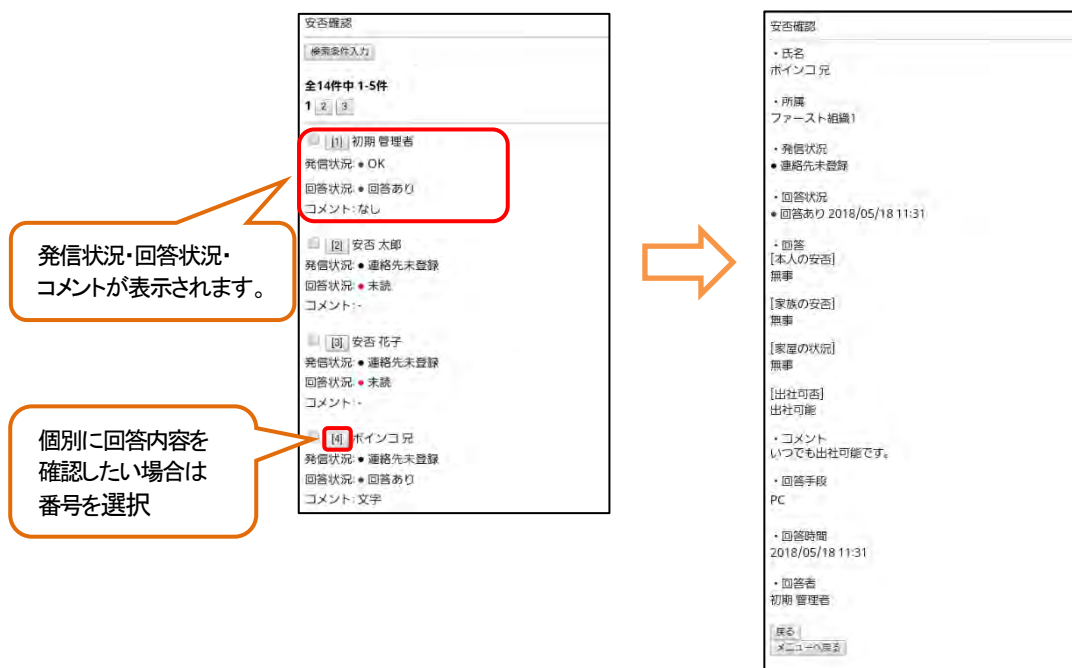 安否確認
検索条件入力
全14件中 1-5件
1 2 3
[1] 初期 管理者
発信状況: ● OK
回答状況: ● 回答あり
コメント: なし
[2] 安否 太郎
発信状況: ● 連絡先未登録
回答状況: ● 未読
コメント: -
[3] 安否 花子
発信状況: ● 連絡先未登録
回答状況: ● 未読
コメント: -
[4] ボインコ 兄
発信状況: ● 連絡先未登録
回答状況: ● 回答あり
コメント: 文字
発信状況・回答状況・
コメントが表示されます。
個別に回答内容を
確認したい場合は
番号を選択
安否確認
・氏名
ボインコ 兄
・所属
ファースト組織1
・発信状況
● 連絡先未登録
・回答状況
● 回答あり 2018/05/18 11:31
・回答
[本人の安否]
無事
[家族の安否]
無事
[家屋の状況]
無事
[出社可否]
出社可能
・コメント
いつでも出社可能です。
・回答手段
PC
・回答時間
2018/05/18 11:31
・回答者
初期 管理者
戻る
メニューへ戻る